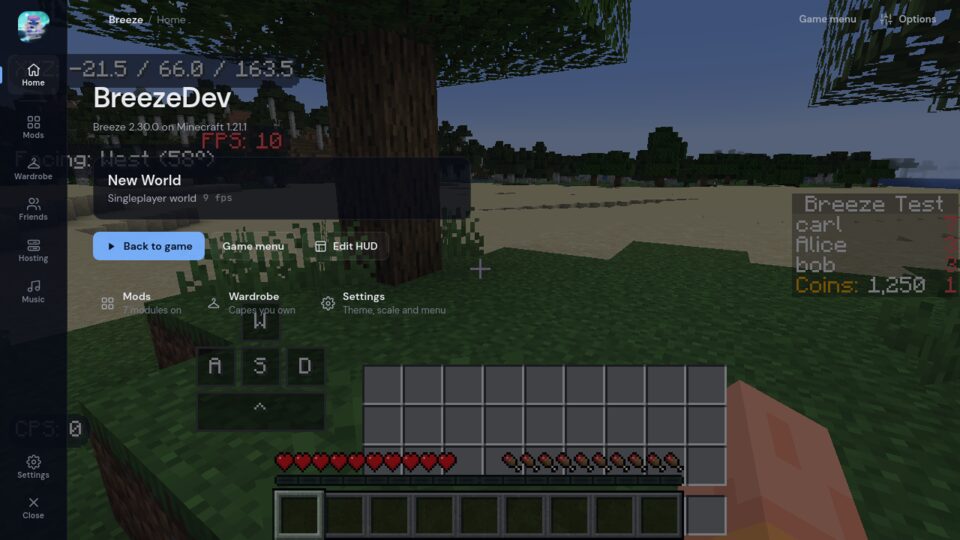 Breeze / Home
Game menu
Options
Home
-21.5 / 66.0 / 163.5
BreezeDev
Breeze 2.30.0 on Minecraft 1.21.1
FPS: 10
Mods
Facing: West (58°)
Wardrobe
New World
Singleplayer world 9 fps
Friends
Breeze Test
carl
Alice
bob
Coins: 1,250 1
Hosting
Back to game
Game menu
Edit HUD
Music
Mods
7 modules on
Wardrobe
Capes you own
Settings
Theme, scale and menu
W
A S D
^
CPS: 0
Settings
Close